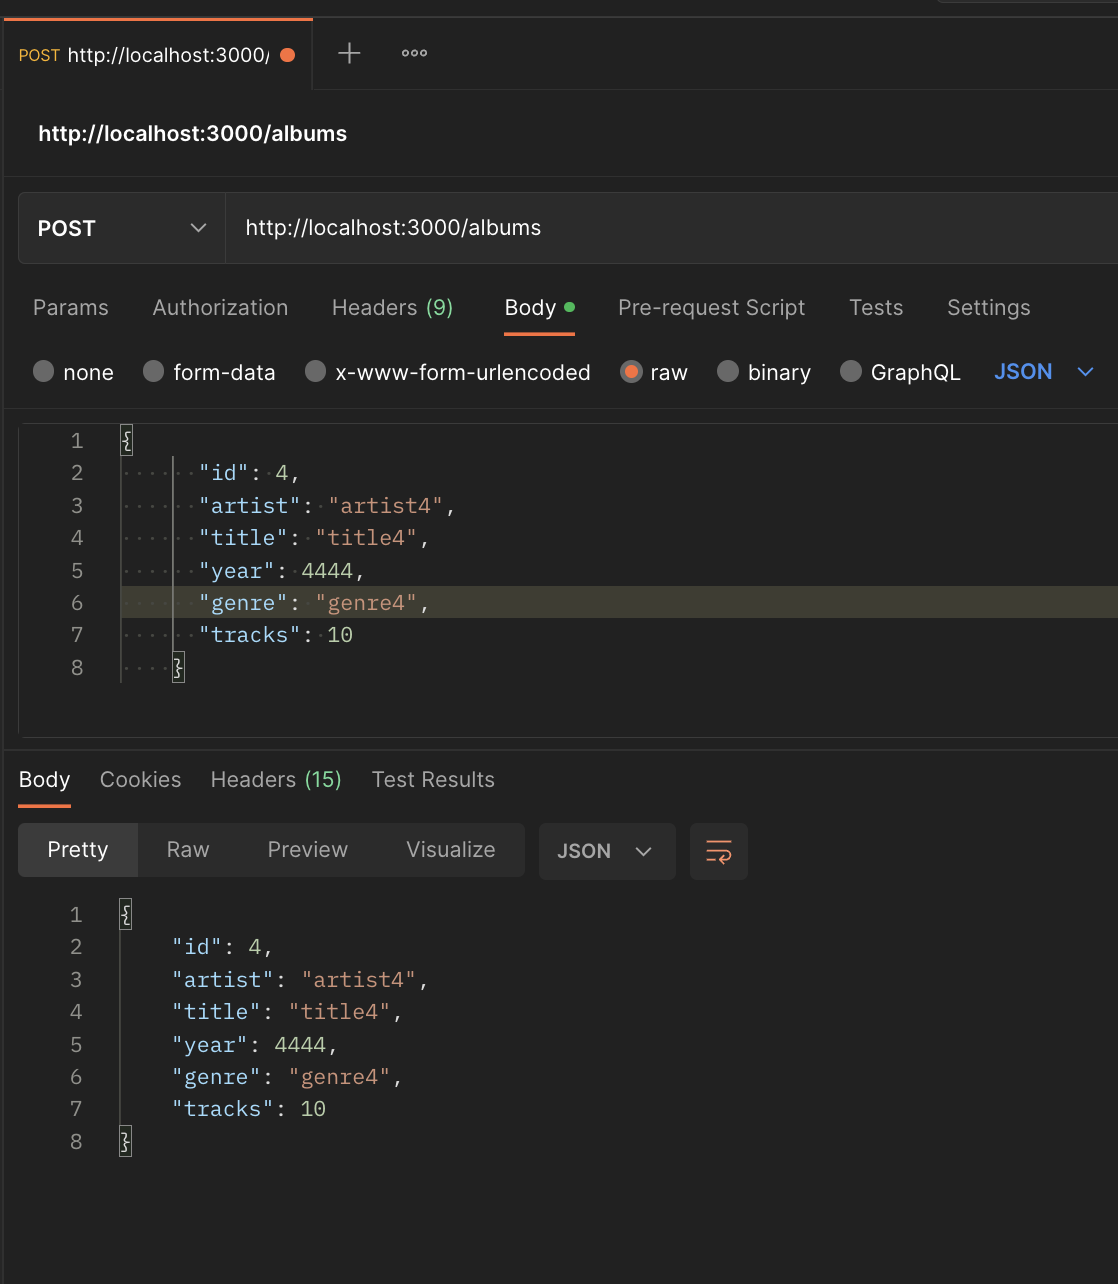 POST http://localhost:3000/
http://localhost:3000/albums
POST http://localhost:3000/albums
Params Authorization Headers (9) Body Pre-request Script Tests Settings
none form-data x-www-form-urlencoded raw binary GraphQL JSON
1 {
2 "id": 4,
3 "artist": "artist4",
4 "title": "title4",
5 "year": 4444,
6 "genre": "genre4",
7 "tracks": 10
8 }
Body Cookies Headers (15) Test Results
Pretty Raw Preview Visualize JSON
1 {
2 "id": 4,
3 "artist": "artist4",
4 "title": "title4",
5 "year": 4444,
6 "genre": "genre4",
7 "tracks": 10
8 }